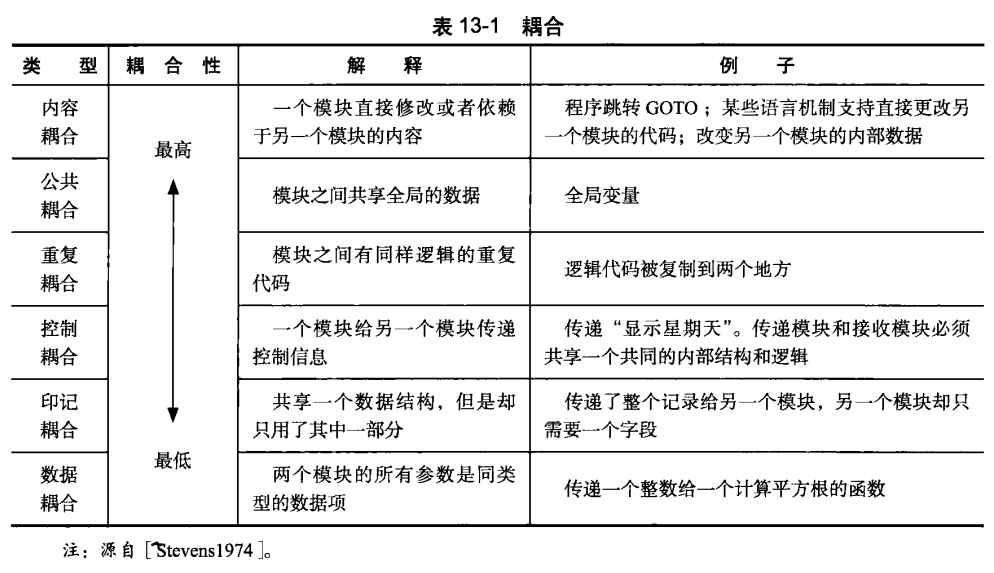 表 13-1 耦合
类 型 耦 合 性 解 释 例 子
内容
耦合
最高
一个模块直接修改或者依赖
于另一个模块的内容
程序跳转 GOTO；某些语言机制支持直接更改另
一个模块的代码；改变另一个模块的内部数据
公共
耦合
模块之间共享全局的数据
全局变量
重复
耦合
模块之间有同样逻辑的重复
代码
逻辑代码被复制到两个地方
控制
耦合
一个模块给另一个模块传递
控制信息
传递“显示星期天”。传递模块和接收模块必须
共享一个共同的内部结构和逻辑
印记
耦合
共享一个数据结构，但是却
只用了其中一部分
传递了整个记录给另一个模块，另一个模块却只
需要一个字段
最低
数据
耦合
两个模块的所有参数是同类
型的数据项
传递一个整数给一个计算平方根的函数
注：源自［Stevens1974］。